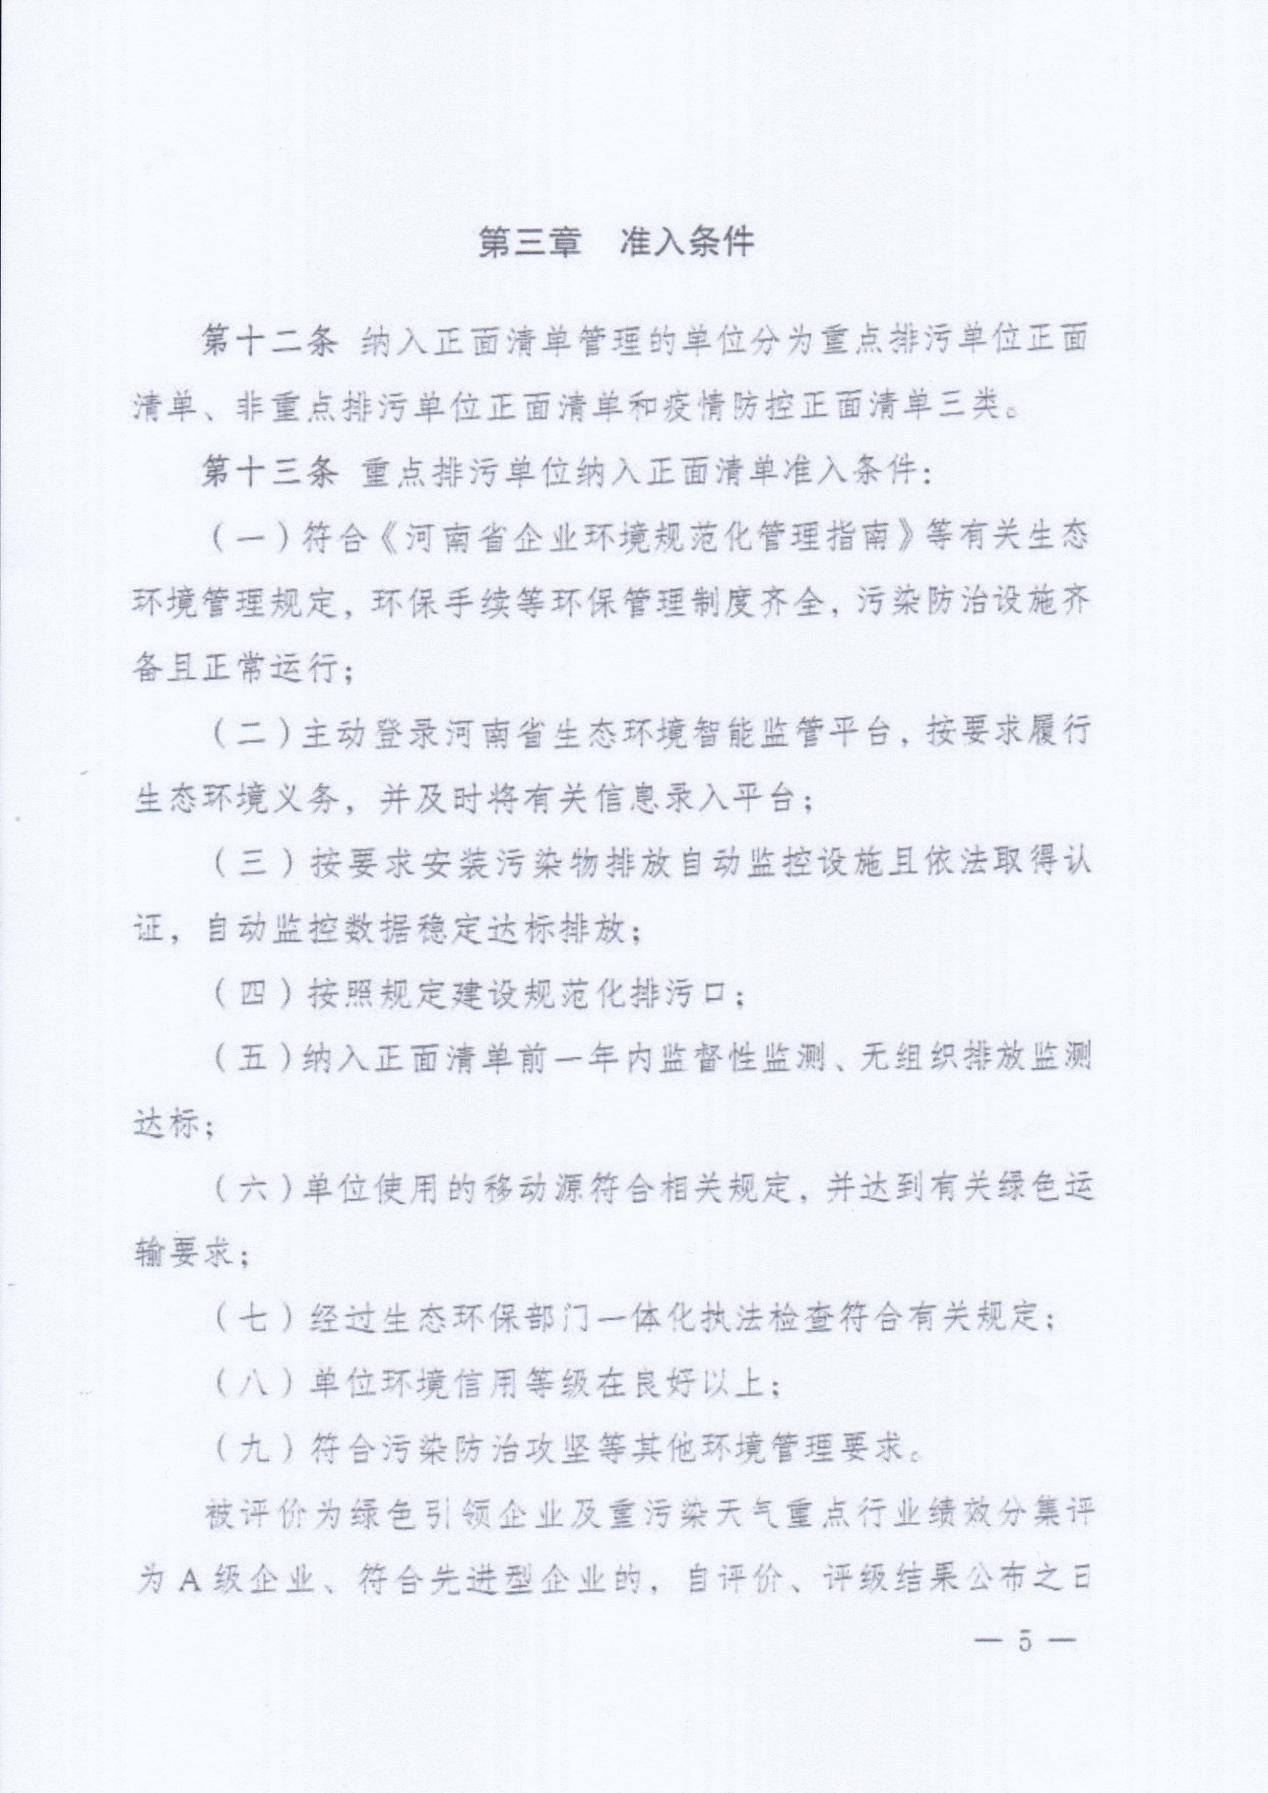 第三章　准入条件
第十二条 纳入正面清单管理的单位分为重点排污单位正面
清单、非重点排污单位正面清单和疫情防控正面清单三类。
第十三条 重点排污单位纳入正面清单准入条件：
（一）符合《河南省企业环境规范化管理指南》等有关生态
环境管理规定，环保手续等环保管理制度齐全，污染防治设施齐
备且正常运行；
（二）主动登录河南省生态环境智能监管平台，按要求履行
生态环境义务，并及时将有关信息录入平台；
（三）按要求安装污染物排放自动监控设施且依法取得认
证，自动监控数据稳定达标排放；
（四）按照规定建设规范化排污口；
（五）纳入正面清单前一年内监督性监测、无组织排放监测
达标；
（六）单位使用的移动源符合相关规定，并达到有关绿色运
输要求；
（七）经过生态环保部门一体化执法检查符合有关规定；
（八）单位环境信用等级在良好以上；
（九）符合污染防治攻坚等其他环境管理要求。
被评价为绿色引领企业及重污染天气重点行业绩效分集评
为 A 级企业、符合先进型企业的，自评价、评级结果公布之日
— 5 —